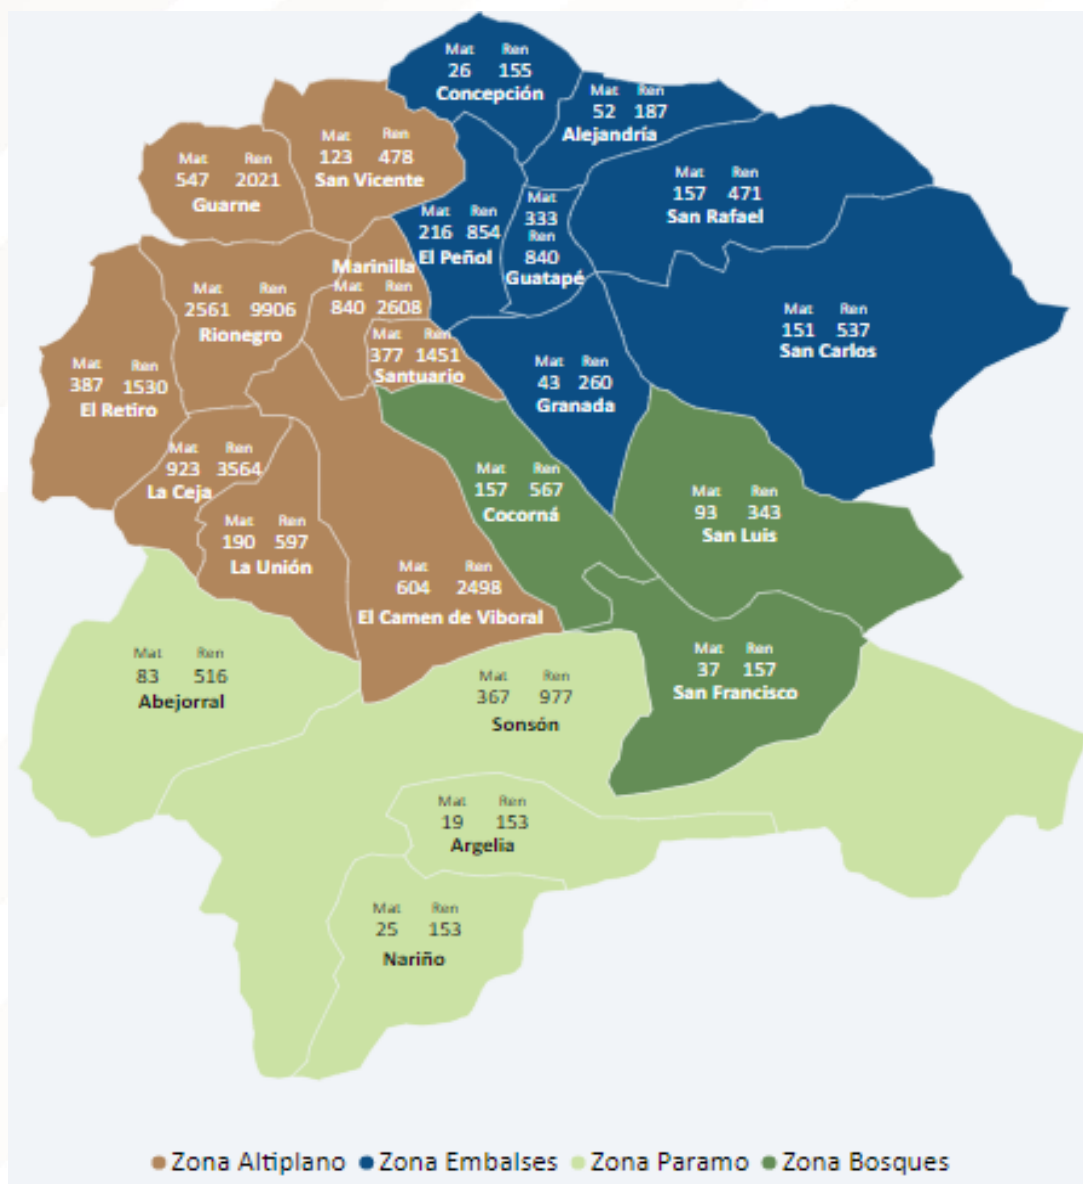 Mat Ren
26 155
Concepción
Mat Ren
52 187
Alejandría
Mat Ren
123 478
San Vicente
Mat Ren
547 2021
Guarne
Mat Ren
157 471
San Rafael
Mat
333
Ren
840
Guatapé
Mat Ren
216 854
El Peñol
Marinilla
Mat Ren
840 2608
Mat Ren
2561 9906
Rionegro
Mat Ren
151 537
San Carlos
Mat Ren
377 1451
Santuario
Mat Ren
387 1530
El Retiro
Mat Ren
43 260
Granada
Mat Ren
923 3564
La Ceja
Mat Ren
157 567
Cocorná
Mat Ren
93 343
San Luis
Mat Ren
190 597
La Unión
Mat Ren
604 2498
El Camen de Viboral
Mat Ren
83 516
Abejorral
Mat Ren
37 157
San Francisco
Mat Ren
367 977
Sonsón
Mat Ren
19 153
Argelia
Mat Ren
25 153
Nariño
Zona Altiplano Zona Embalses Zona Paramo Zona Bosques